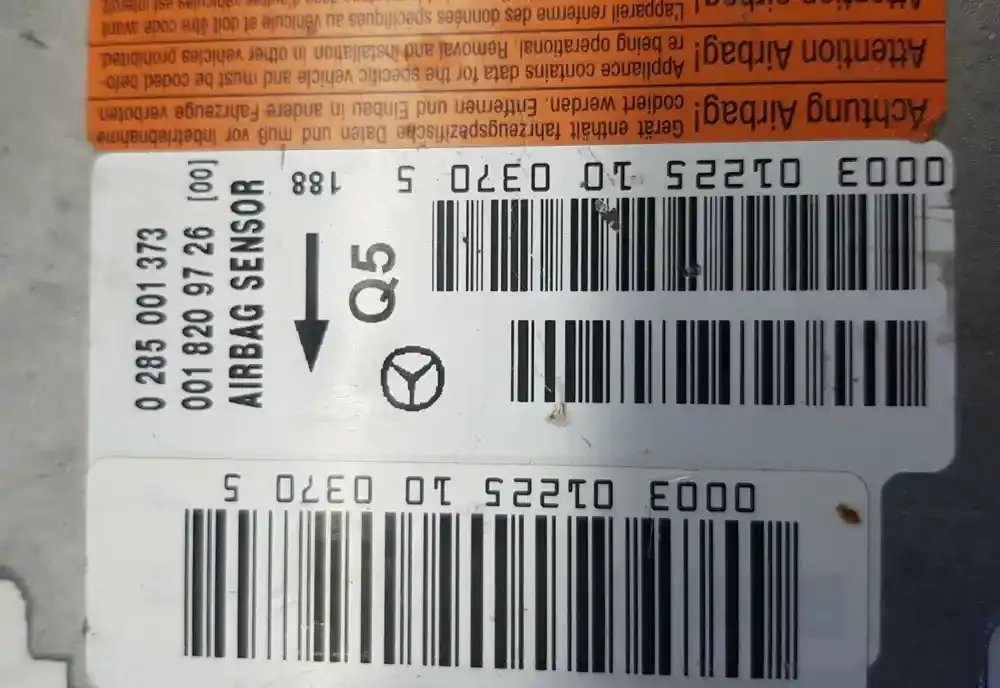 0003 01225 10 0370 5
0003 01225 10 0370 5 188
0 285 001 373
001 820 97 26 [00]
AIRBAG SENSOR
Q5
Achtung Airbag!
Gerät enthält fahrzeugspezifische Daten und muß vor Inbetriebnahme
codiert werden. Entfernen und Einbau in andere Fahrzeuge verboten
Attention Airbag!
Appliance contains data for the specific vehicle and must be coded befo-
re being operational. Removal and installation in other vehicles prohibited.
Attention airbag!
L'appareil renferme des données spécifiques au véhicule et doit être codé avant